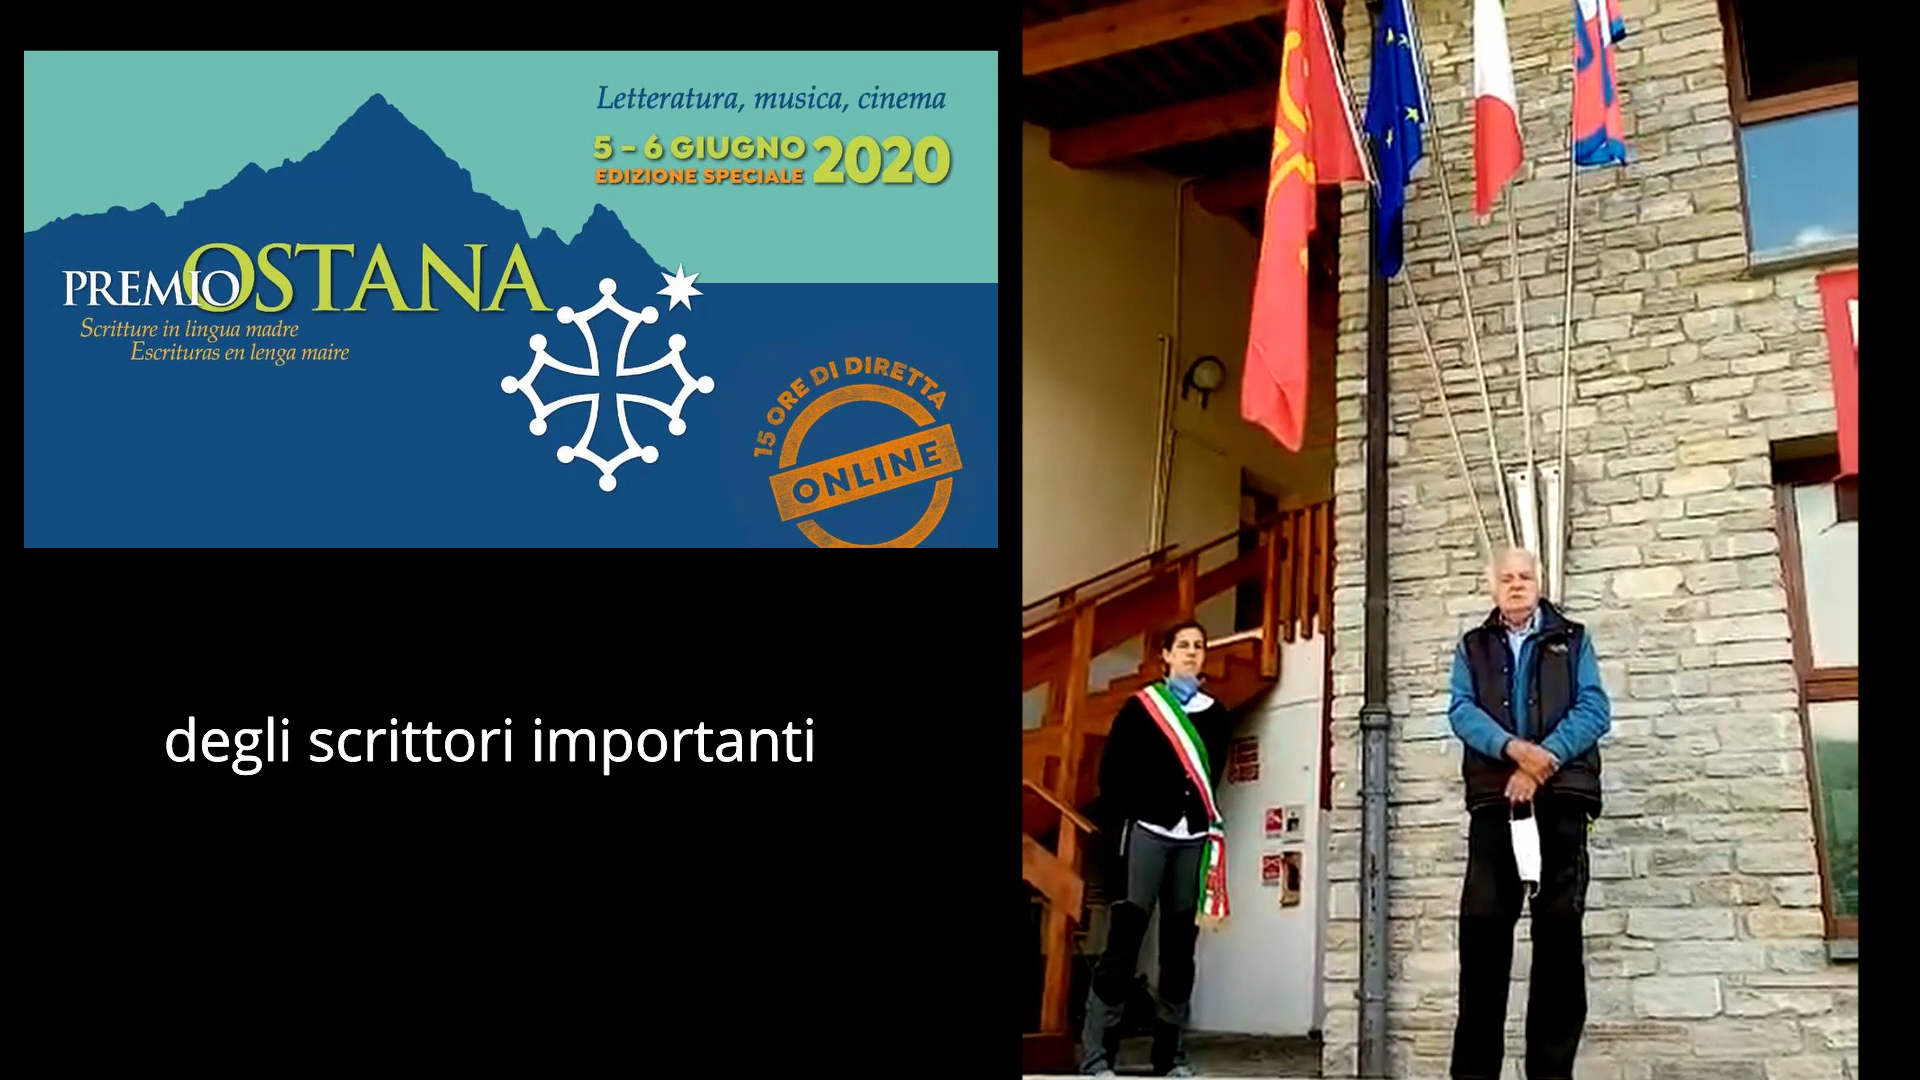 Letteratura, musica, cinema
5 – 6 GIUGNO 2020
EDIZIONE SPECIALE
PREMIO OSTANA
Scritture in lingua madre
Escrituras en lenga maire
15 ORE DI DIRETTA
ONLINE
degli scrittori importanti